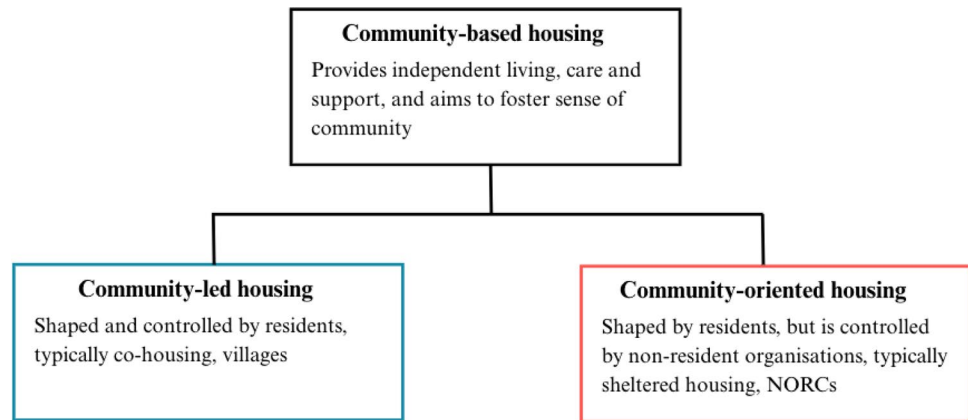 Community-based housing
Provides independent living, care and
support, and aims to foster sense of
community
Community-led housing
Shaped and controlled by residents,
typically co-housing, villages
Community-oriented housing
Shaped by residents, but is controlled
by non-resident organisations, typically
sheltered housing, NORCs